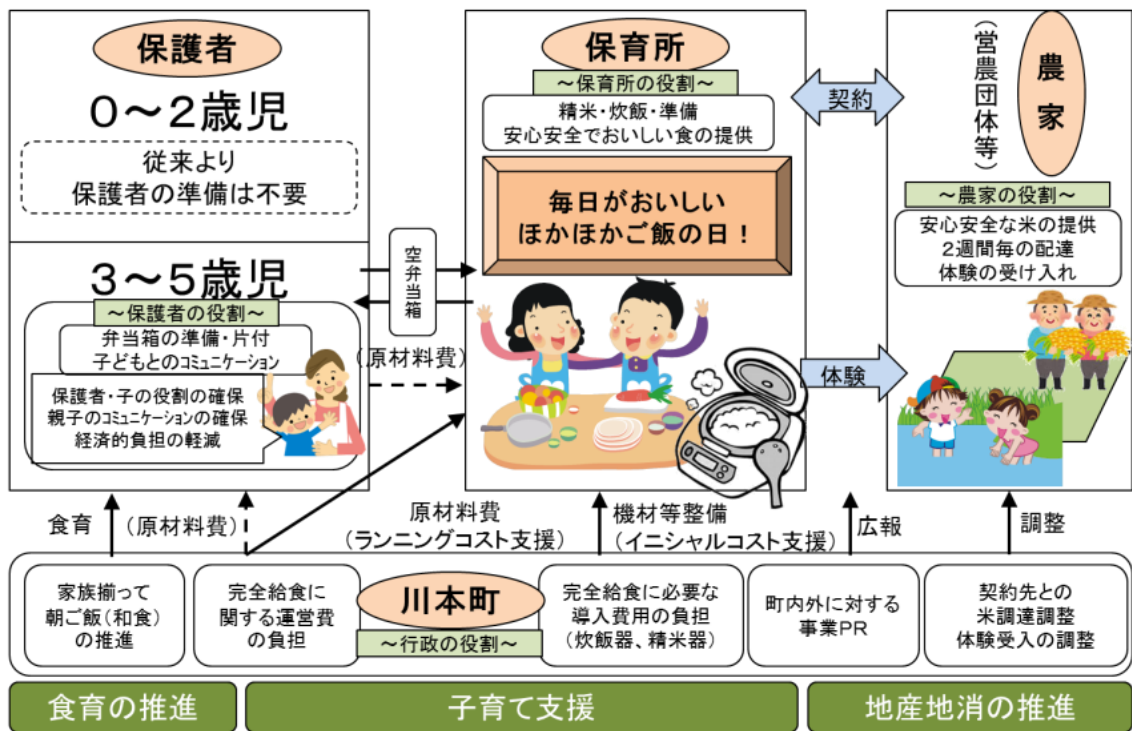 保護者
0～2歳児
従来より
保護者の準備は不要
3～5歳児
～保護者の役割～
弁当箱の準備・片付
子どもとのコミュニケーション
保護者・子の役割の確保
親子のコミュニケーションの確保
経済的負担の軽減
空弁当箱
(原材料費)
保育所
～保育所の役割～
精米・炊飯・準備
安心安全でおいしい食の提供
毎日がおいしい
ほかほかご飯の日！
契約
体験
農家
(営農団体等)
～農家の役割～
安心安全な米の提供
2週間毎の配達
体験の受け入れ
食育
(原材料費)
原材料費
(ランニングコスト支援)
機材等整備
(イニシャルコスト支援)
広報
調整
家族揃って
朝ご飯(和食)
の推進
完全給食に
関する運営費
の負担
川本町
～行政の役割～
完全給食に必要な
導入費用の負担
(炊飯器、精米器)
町内外に対する
事業PR
契約先との
米調達調整
体験受入の調整
食育の推進
子育て支援
地産地消の推進